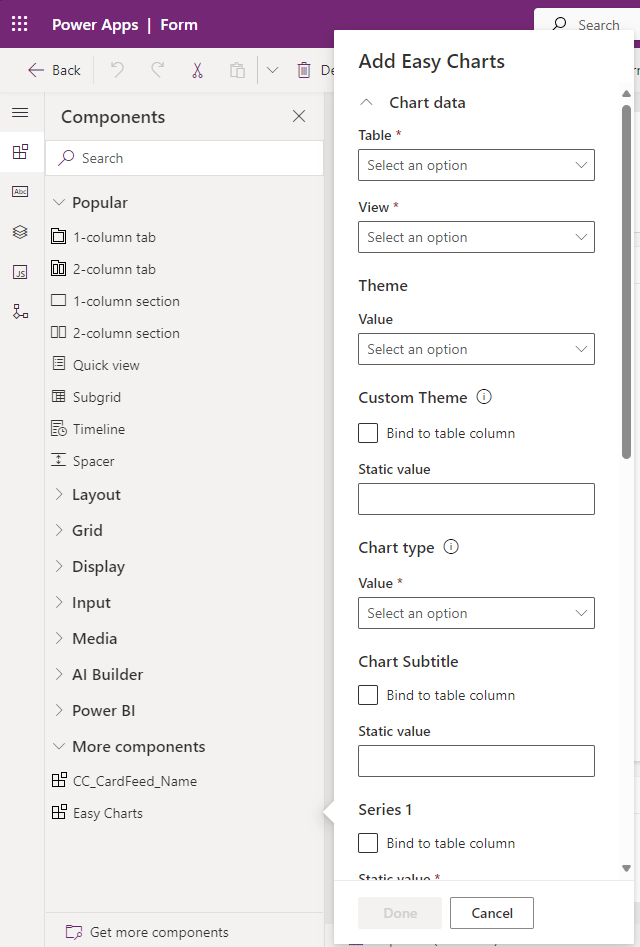 Power Apps | Form
Search
Back
Components
Search
Popular
1-column tab
2-column tab
1-column section
2-column section
Quick view
Subgrid
Timeline
Spacer
Layout
Grid
Display
Input
Media
AI Builder
Power BI
More components
CC_CardFeed_Name
Easy Charts
Get more components
Abc
JS
Add Easy Charts
Chart data
Table *
Select an option
View *
Select an option
Theme
Value
Select an option
Custom Theme
Bind to table column
Static value
Chart type
Value *
Select an option
Chart Subtitle
Bind to table column
Static value
Series 1
Bind to table column
Static value *
Done
Cancel